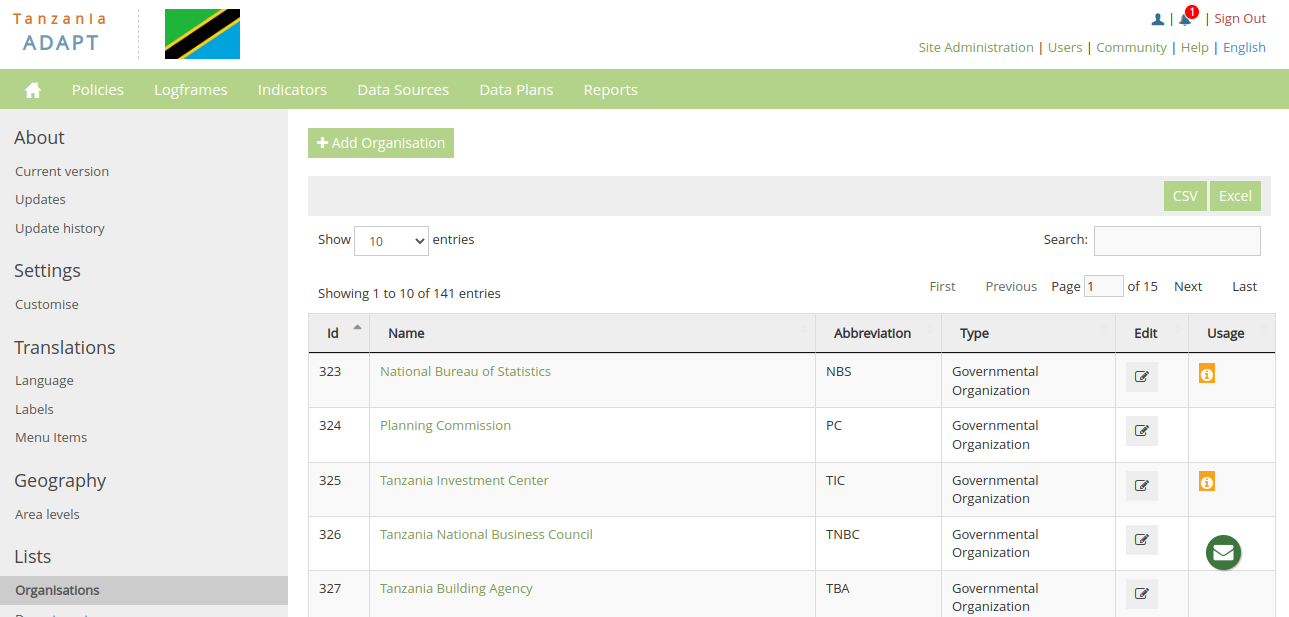 Tanzania
ADAPT
1
| | Sign Out
Site Administration | Users | Community | Help | English
Policies Logframes Indicators Data Sources Data Plans Reports
About
Current version
Updates
Update history
Settings
Customise
Translations
Language
Labels
Menu Items
Geography
Area levels
Lists
Organisations
Add Organisation
CSV Excel
Show 10 entries Search:
Showing 1 to 10 of 141 entries First Previous Page 1 of 15 Next Last
Id Name Abbreviation Type Edit Usage
323 National Bureau of Statistics NBS Governmental
Organization
324 Planning Commission PC Governmental
Organization
325 Tanzania Investment Center TIC Governmental
Organization
326 Tanzania National Business Council TNBC Governmental
Organization
327 Tanzania Building Agency TBA Governmental
Organization